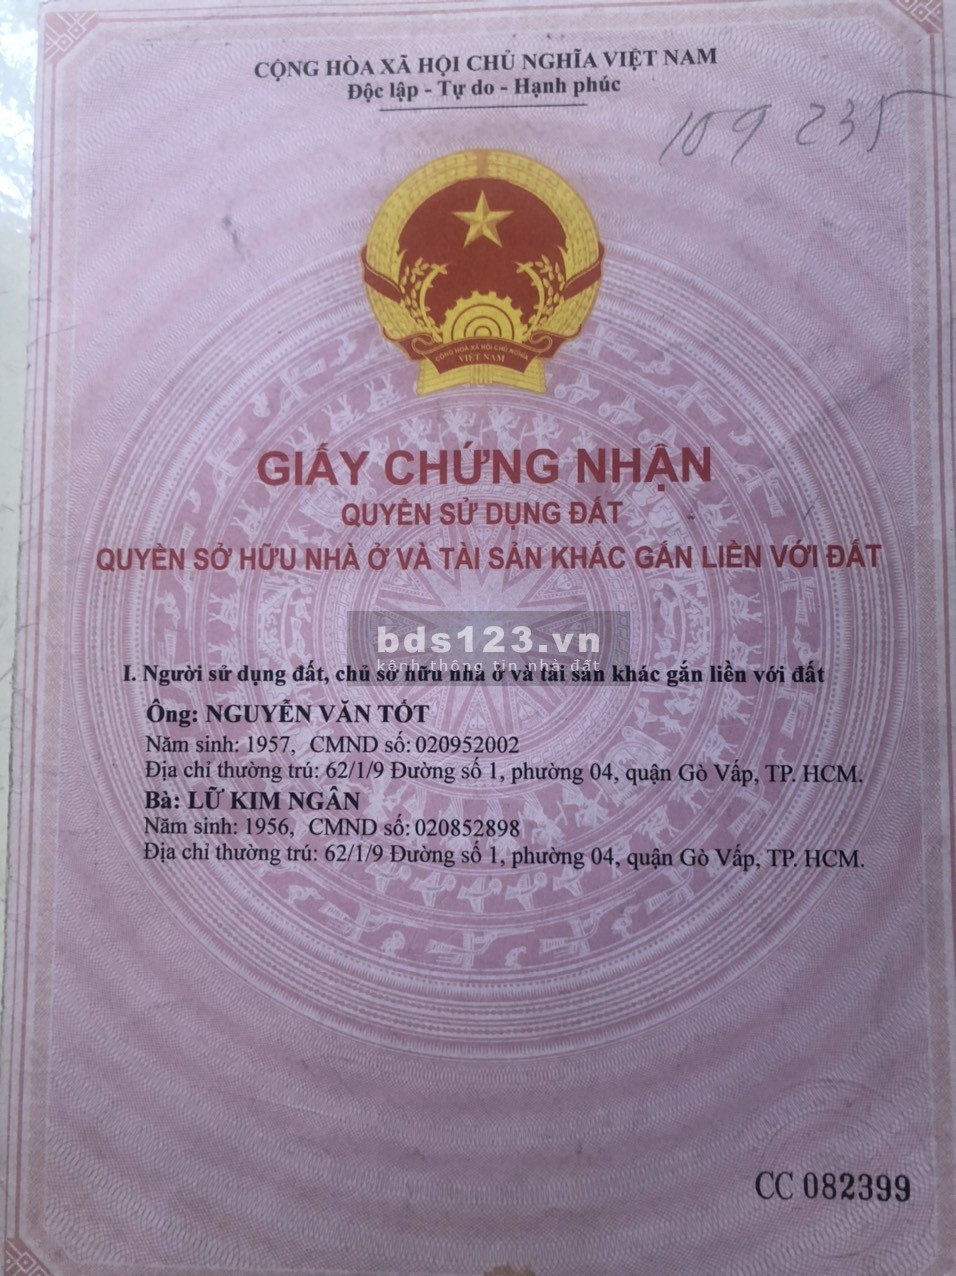 CỘNG HÒA XÃ HỘI CHỦ NGHĨA VIỆT NAM
Độc lập - Tự do - Hạnh phúc
109 235
CỘNG HÒA XÃ HỘI CHỦ NGHĨA
VIỆT NAM
GIẤY CHỨNG NHẬN
QUYỀN SỬ DỤNG ĐẤT
QUYỀN SỞ HỮU NHÀ Ở VÀ TÀI SẢN KHÁC GẮN LIỀN VỚI ĐẤT
bds123.vn
kênh thông tin nhà đất
I. Người sử dụng đất, chủ sở hữu nhà ở và tài sản khác gắn liền với đất
Ông: NGUYỄN VĂN TÓT
Năm sinh: 1957, CMND số: 020952002
Địa chỉ thường trú: 62/1/9 Đường số 1, phường 04, quận Gò Vấp, TP. HCM.
Bà: LỮ KIM NGÂN
Năm sinh: 1956, CMND số: 020852898
Địa chỉ thường trú: 62/1/9 Đường số 1, phường 04, quận Gò Vấp, TP. HCM.
CC 082399